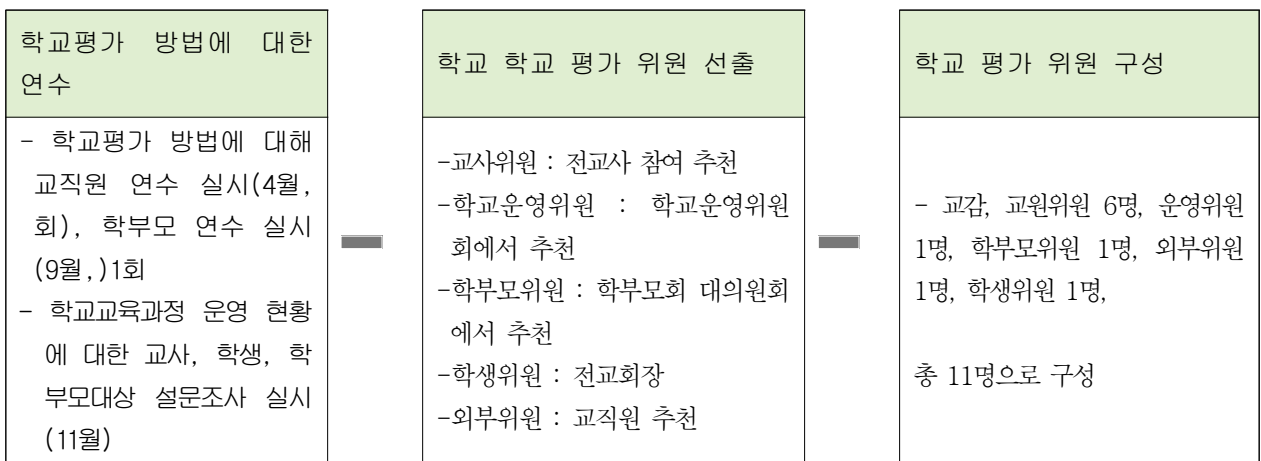 학교평가 방법에 대한
연수
- 학교평가 방법에 대해
교직원 연수 실시(4월,
회), 학부모 연수 실시
(9월,)1회
- 학교교육과정 운영 현황
에 대한 교사, 학생, 학
부모대상 설문조사 실시
(11월)
학교 학교 평가 위원 선출
-교사위원 : 전교사 참여 추천
-학교운영위원 : 학교운영위원
회에서 추천
-학부모위원 : 학부모회 대의원회
에서 추천
-학생위원 : 전교회장
-외부위원 : 교직원 추천
학교 평가 위원 구성
- 교감, 교원위원 6명, 운영위원
1명, 학부모위원 1명, 외부위원
1명, 학생위원 1명,
총 11명으로 구성